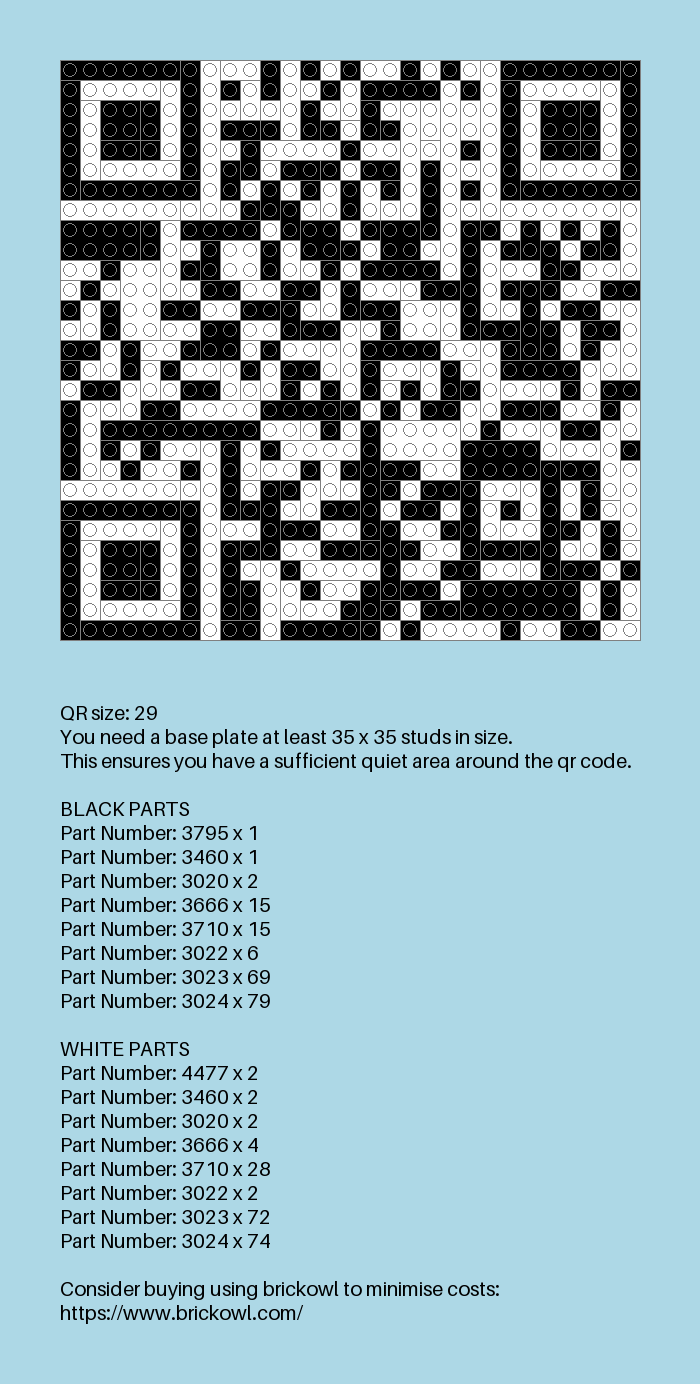 QR size: 29
You need a base plate at least 35 x 35 studs in size.
This ensures you have a sufficient quiet area around the qr code.
BLACK PARTS
Part Number: 3795 x 1
Part Number: 3460 x 1
Part Number: 3020 x 2
Part Number: 3666 x 15
Part Number: 3710 x 15
Part Number: 3022 x 6
Part Number: 3023 x 69
Part Number: 3024 x 79
WHITE PARTS
Part Number: 4477 x 2
Part Number: 3460 x 2
Part Number: 3020 x 2
Part Number: 3666 x 4
Part Number: 3710 x 28
Part Number: 3022 x 2
Part Number: 3023 x 72
Part Number: 3024 x 74
Consider buying using brickowl to minimise costs:
https://www.brickowl.com/